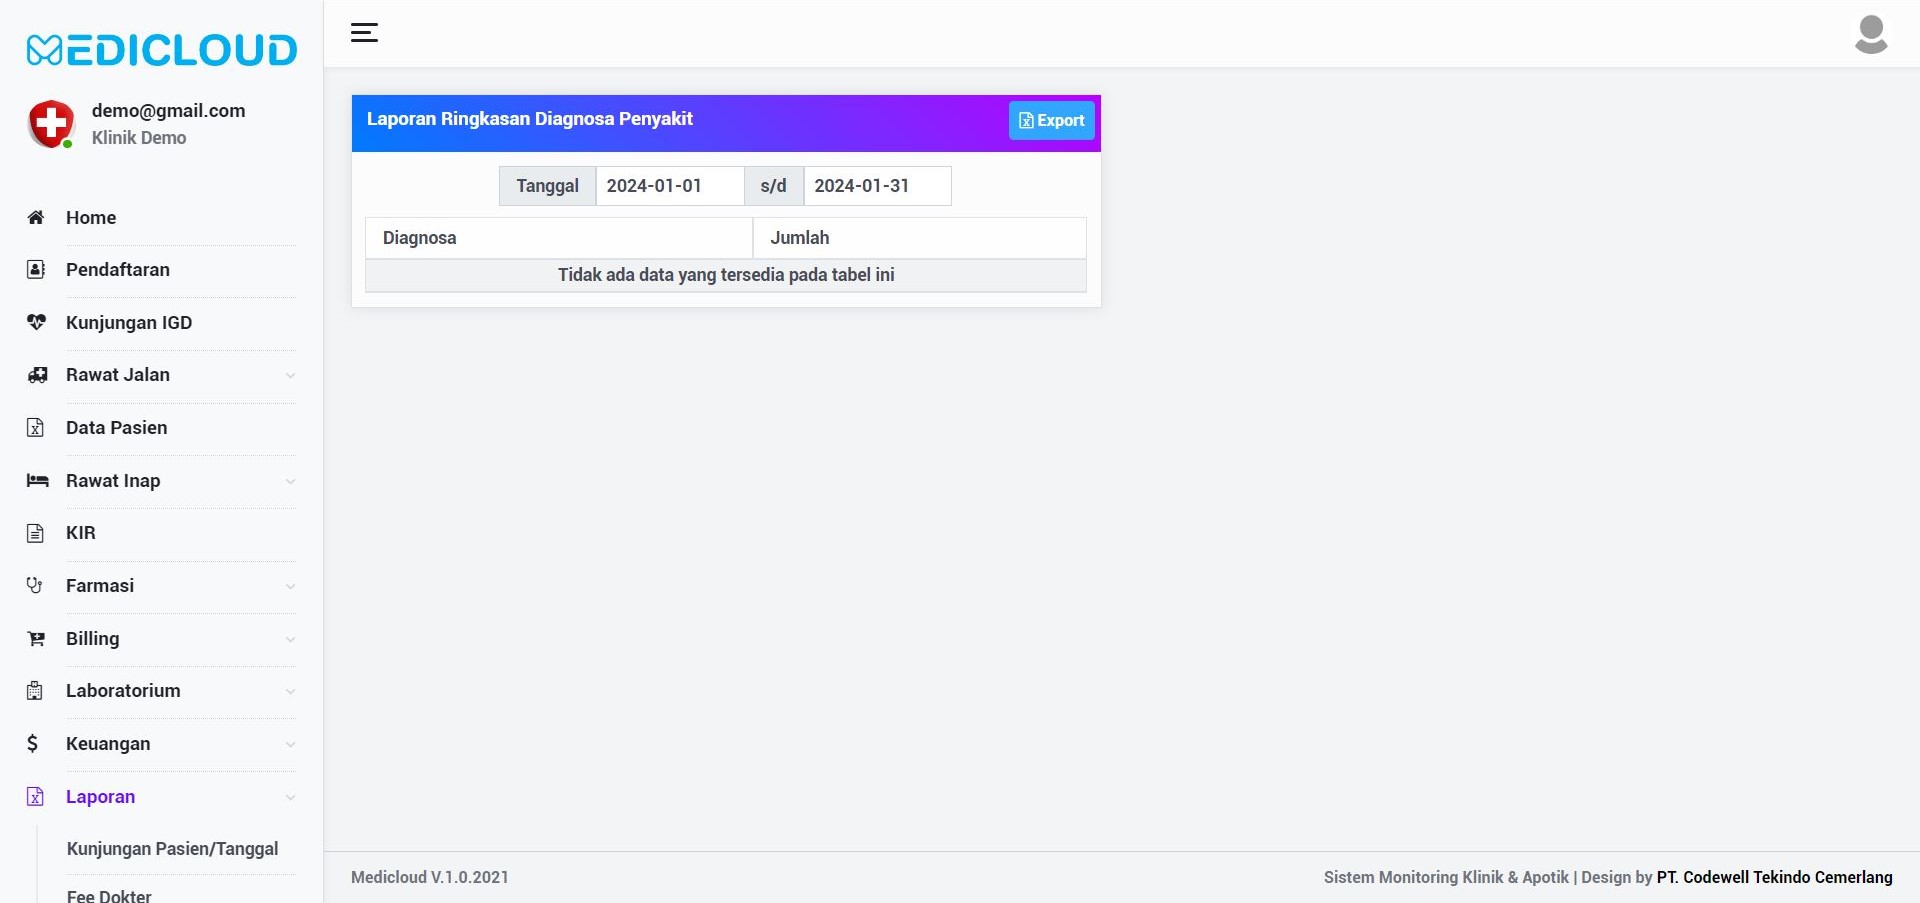 MEDICLOUD
demo@gmail.com
Klinik Demo
Home
Pendaftaran
Kunjungan IGD
Rawat Jalan
Data Pasien
Rawat Inap
KIR
Farmasi
Billing
Laboratorium
Keuangan
Laporan
Kunjungan Pasien/Tanggal
Fee Dokter
Laporan Ringkasan Diagnosa Penyakit
Export
Tanggal 2024-01-01 s/d 2024-01-31
Diagnosa Jumlah
Tidak ada data yang tersedia pada tabel ini
Medicloud V.1.0.2021
Sistem Monitoring Klinik & Apotik | Design by PT. Codewell Tekindo Cemerlang